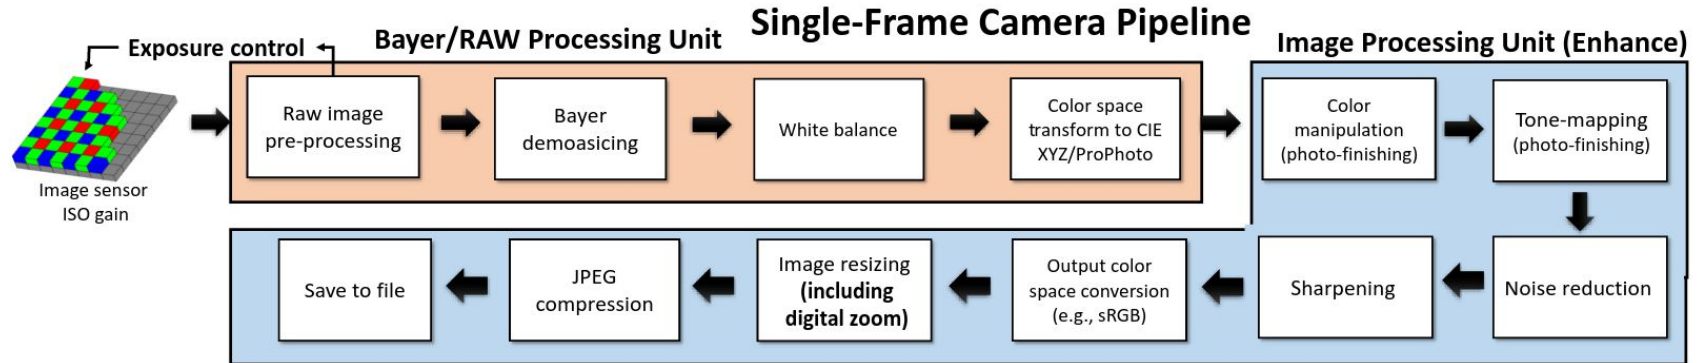 Single-Frame Camera Pipeline
Exposure control
Bayer/RAW Processing Unit
Image Processing Unit (Enhance)
Image sensor
ISO gain
Raw image
pre-processing
Bayer
demoasicing
White balance
Color space
transform to CIE
XYZ/ProPhoto
Color
manipulation
(photo-finishing)
Tone-mapping
(photo-finishing)
Noise reduction
Sharpening
Output color
space conversion
(e.g., sRGB)
Image resizing
(including
digital zoom)
JPEG
compression
Save to file